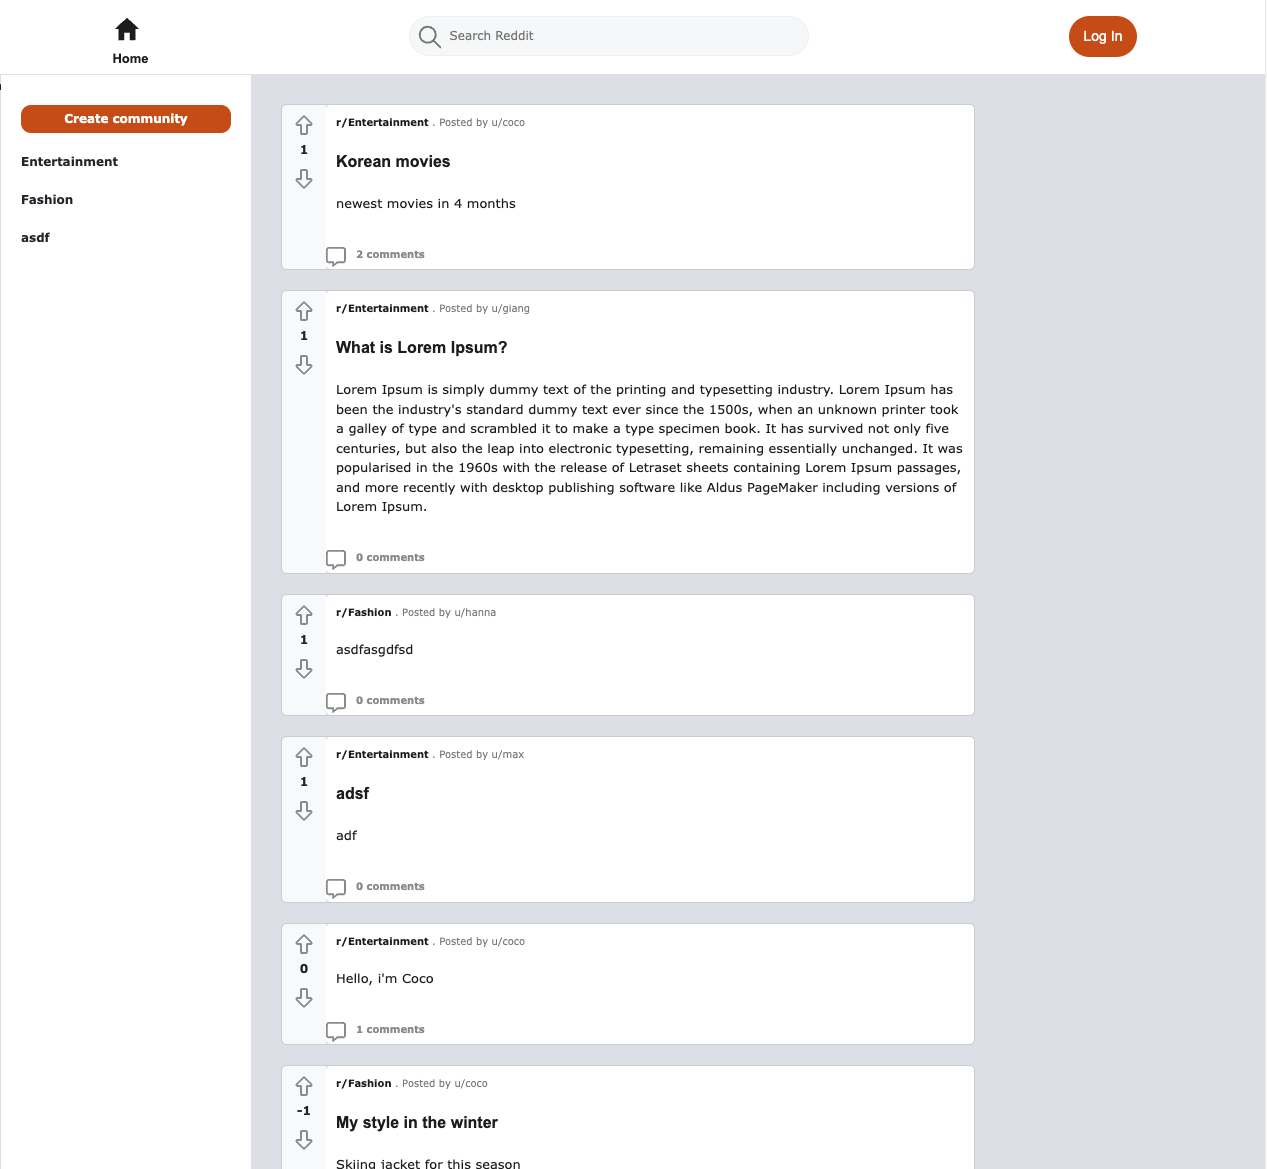 Home
Search Reddit
Log In
Create community
Entertainment
Fashion
asdf
r/Entertainment . Posted by u/coco
1
Korean movies
newest movies in 4 months
2 comments
r/Entertainment . Posted by u/giang
1
What is Lorem Ipsum?
Lorem Ipsum is simply dummy text of the printing and typesetting industry. Lorem Ipsum has
been the industry's standard dummy text ever since the 1500s, when an unknown printer took
a galley of type and scrambled it to make a type specimen book. It has survived not only five
centuries, but also the leap into electronic typesetting, remaining essentially unchanged. It was
popularised in the 1960s with the release of Letraset sheets containing Lorem Ipsum passages,
and more recently with desktop publishing software like Aldus PageMaker including versions of
Lorem Ipsum.
0 comments
r/Fashion . Posted by u/hanna
1
asdfasgdfsd
0 comments
r/Entertainment . Posted by u/max
1
adsf
adf
0 comments
r/Entertainment . Posted by u/coco
0
Hello, i'm Coco
1 comments
r/Fashion . Posted by u/coco
-1
My style in the winter
Skiing jacket for this season